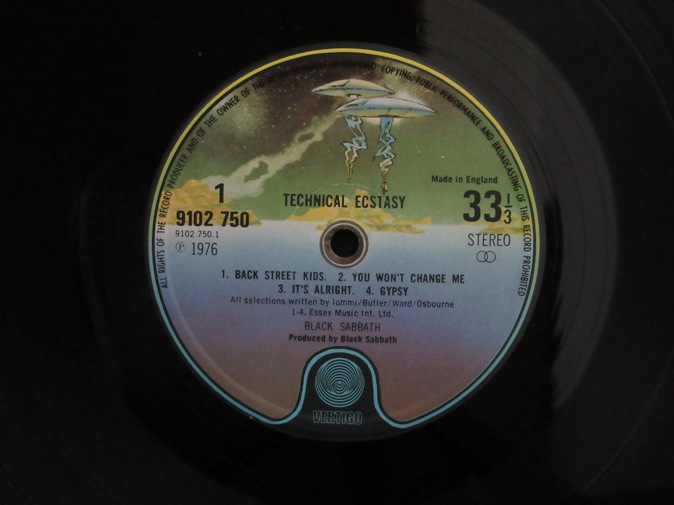 ALL RIGHTS OF THE RECORD PRODUCER AND OF THE OWNER OF THE
COPYING, PUBLIC PERFORMANCE AND BROADCASTING OF THIS RECORD PROHIBITED
Made in England
1
TECHNICAL ECSTASY
33 1/3
9102 750
9102 750.1
STEREO
Ⓟ 1976
1. BACK STREET KIDS. 2. YOU WON'T CHANGE ME
3. IT'S ALRIGHT. 4. GYPSY
All selections written by Iommi/Butler/Ward/Osbourne
1-4. Essex Music Int. Ltd.
BLACK SABBATH
Produced by Black Sabbath
VERTIGO